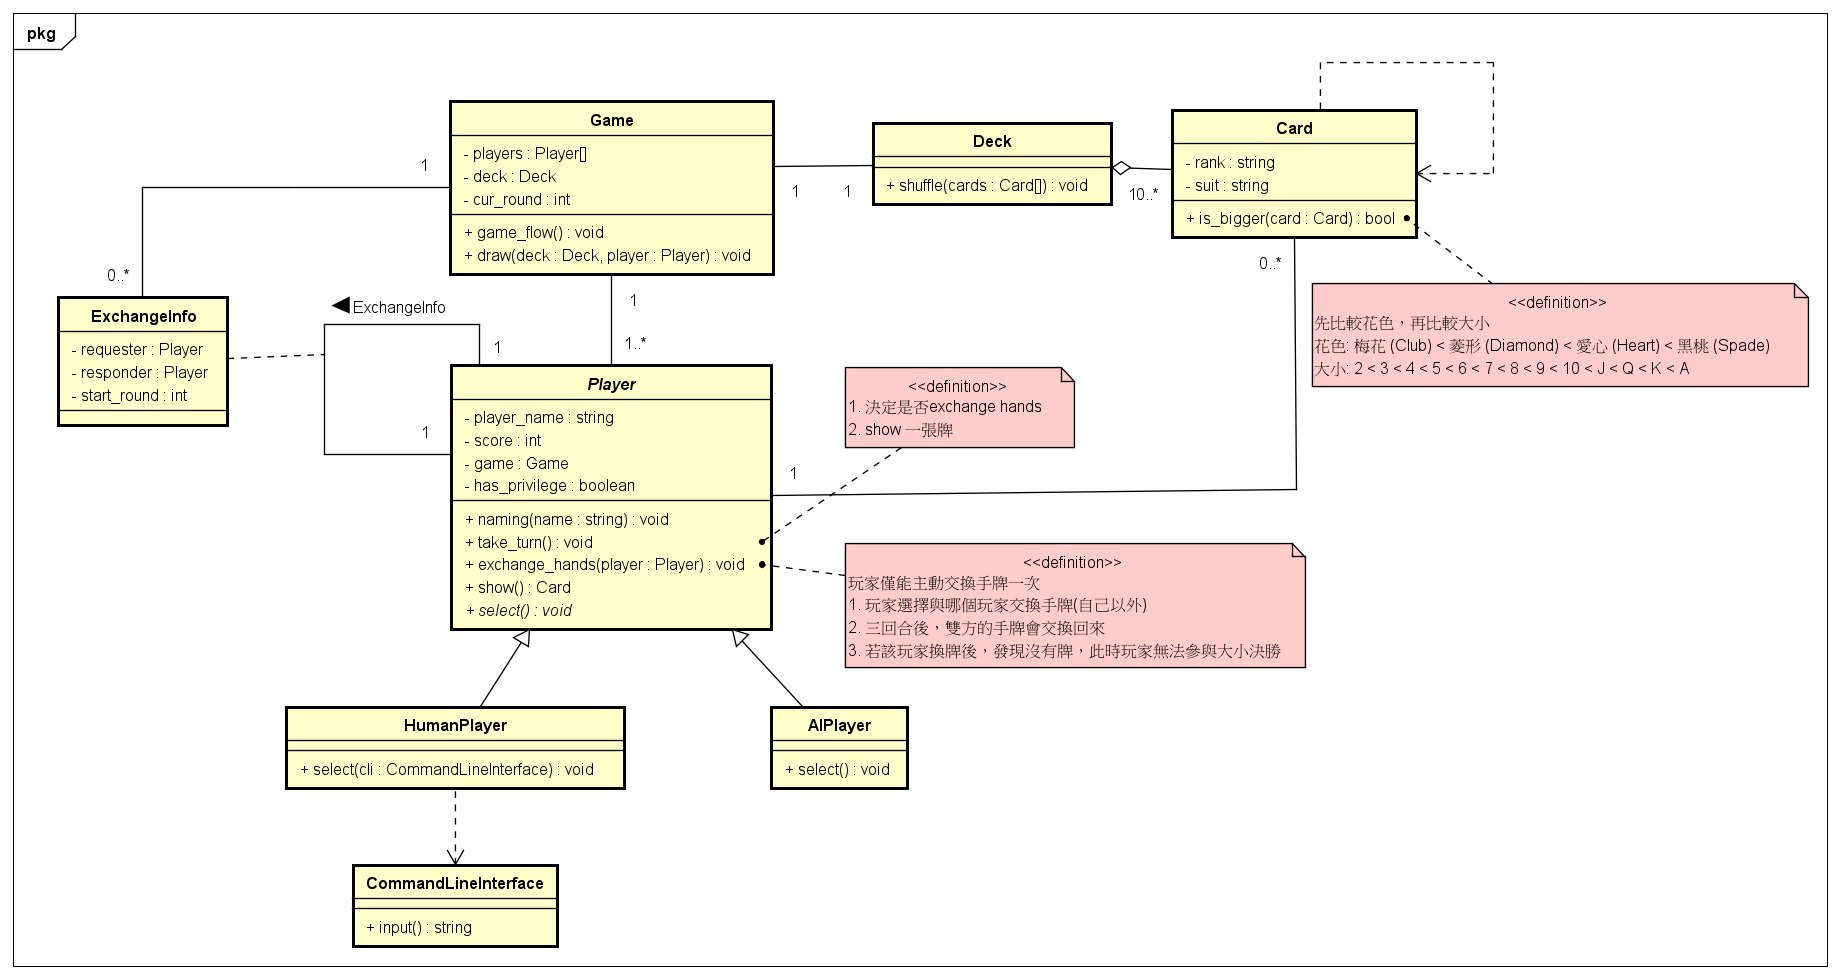 pkg
Game
- players : Player[]
- deck : Deck
- cur_round : int
+ game_flow() : void
+ draw(deck : Deck, player : Player) : void
1
1
1
Deck
+ shuffle(cards : Card[]) : void
10..*
Card
- rank : string
- suit : string
+ is_bigger(card : Card) : bool
0..*
<<definition>>
先比較花色，再比較大小
花色: 梅花 (Club) < 菱形 (Diamond) < 愛心 (Heart) < 黑桃 (Spade)
大小: 2 < 3 < 4 < 5 < 6 < 7 < 8 < 9 < 10 < J < Q < K < A
0..*
ExchangeInfo
- requester : Player
- responder : Player
- start_round : int
ExchangeInfo
1
1..*
1
1
Player
- player_name : string
- score : int
- game : Game
- has_privilege : boolean
+ naming(name : string) : void
+ take_turn() : void
+ exchange_hands(player : Player) : void
+ show() : Card
+ select() : void
1
<<definition>>
1. 決定是否exchange hands
2. show 一張牌
<<definition>>
玩家僅能主動交換手牌一次
1. 玩家選擇與哪個玩家交換手牌(自己以外)
2. 三回合後，雙方的手牌會交換回來
3. 若該玩家換牌後，發現沒有牌，此時玩家無法參與大小決勝
HumanPlayer
+ select(cli : CommandLineInterface) : void
AIPlayer
+ select() : void
CommandLineInterface
+ input() : string